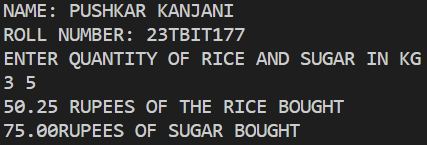 NAME: PUSHKAR KANJANI
ROLL NUMBER: 23TBIT177
ENTER QUANTITY OF RICE AND SUGAR IN KG
3 5
50.25 RUPEES OF THE RICE BOUGHT
75.00RUPEES OF SUGAR BOUGHT